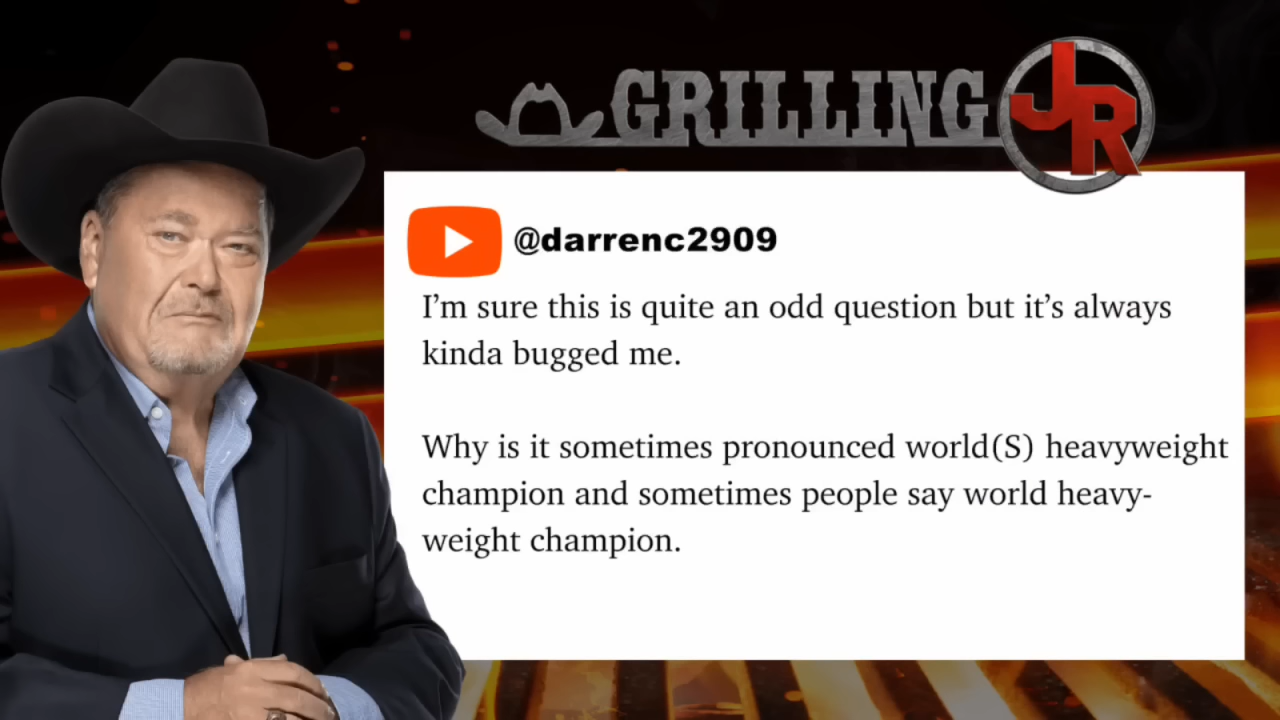 GRILLING JR
@darrenc2909
I’m sure this is quite an odd question but it’s always
kinda bugged me.
Why is it sometimes pronounced world(S) heavyweight
champion and sometimes people say world heavy-
weight champion.